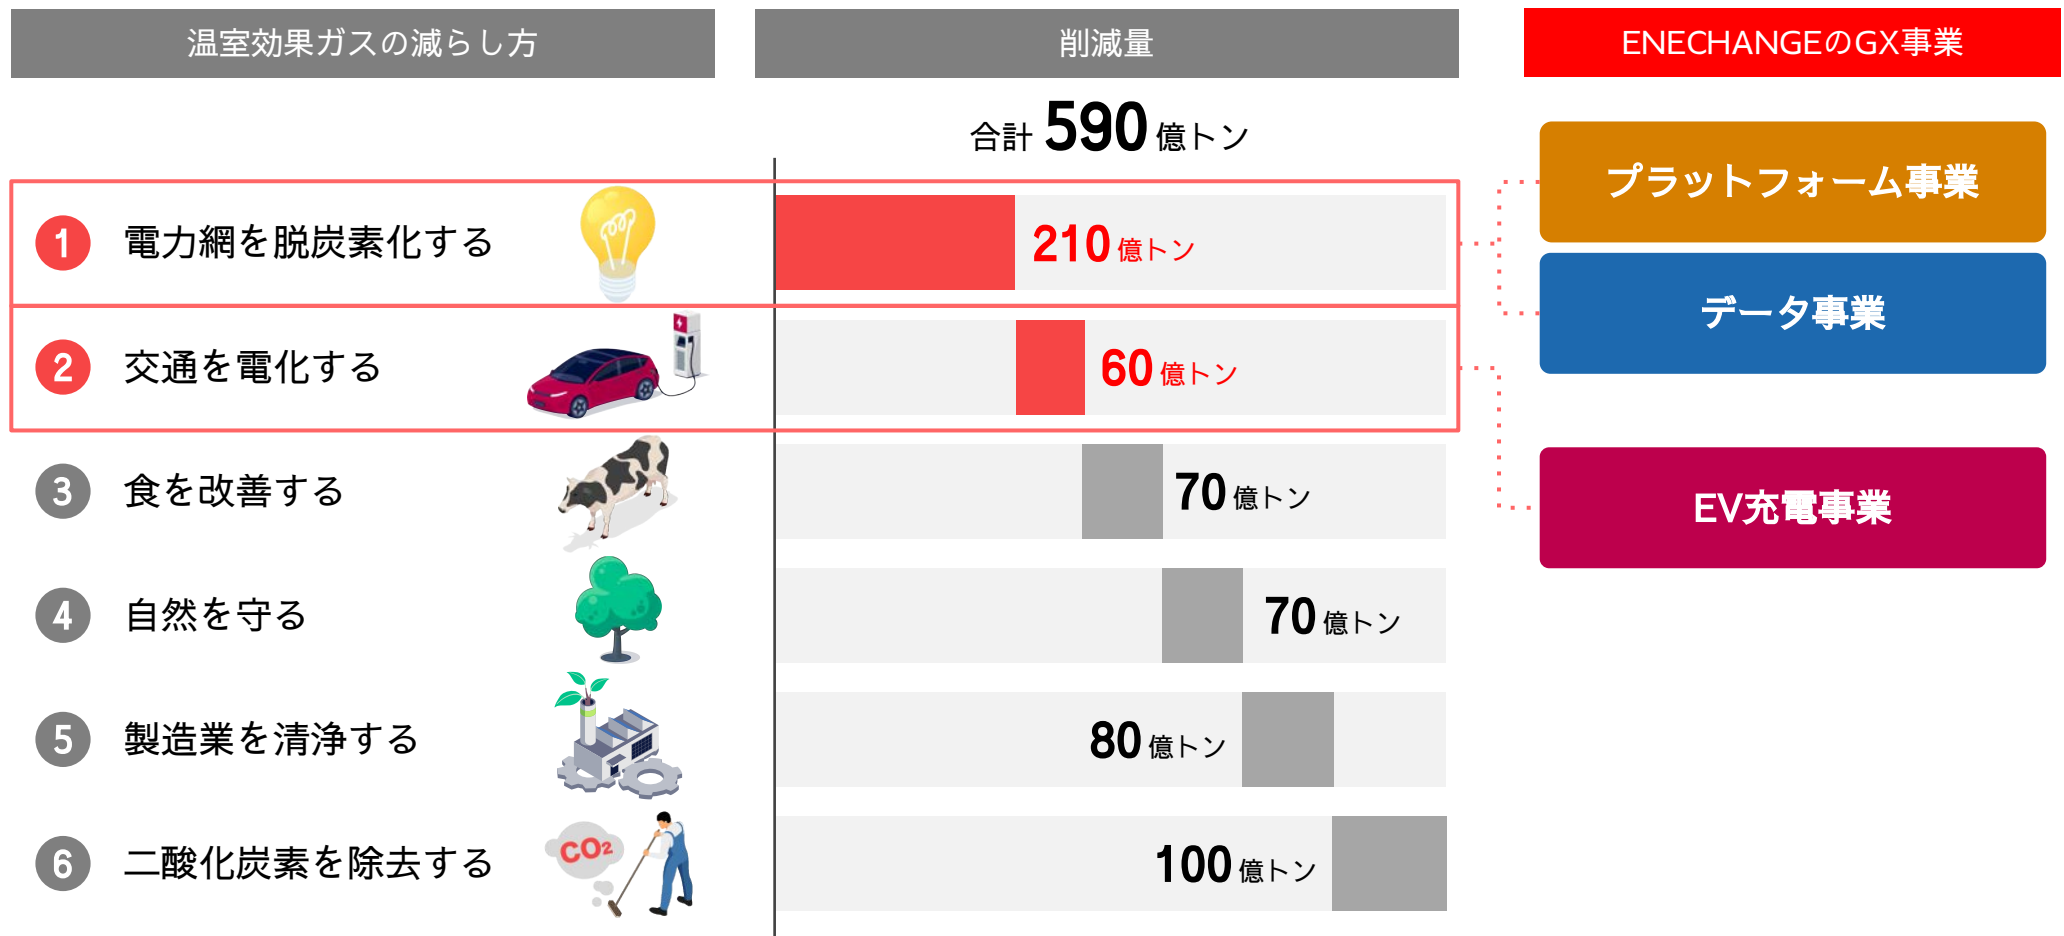 温室効果ガスの減らし方
削減量
ENECHANGEのGX事業
合計 590 億トン
1 電力網を脱炭素化する
210 億トン
2 交通を電化する
60 億トン
3 食を改善する
70 億トン
4 自然を守る
70 億トン
5 製造業を清浄する
80 億トン
6 二酸化炭素を除去する
CO2
100 億トン
プラットフォーム事業
データ事業
EV充電事業